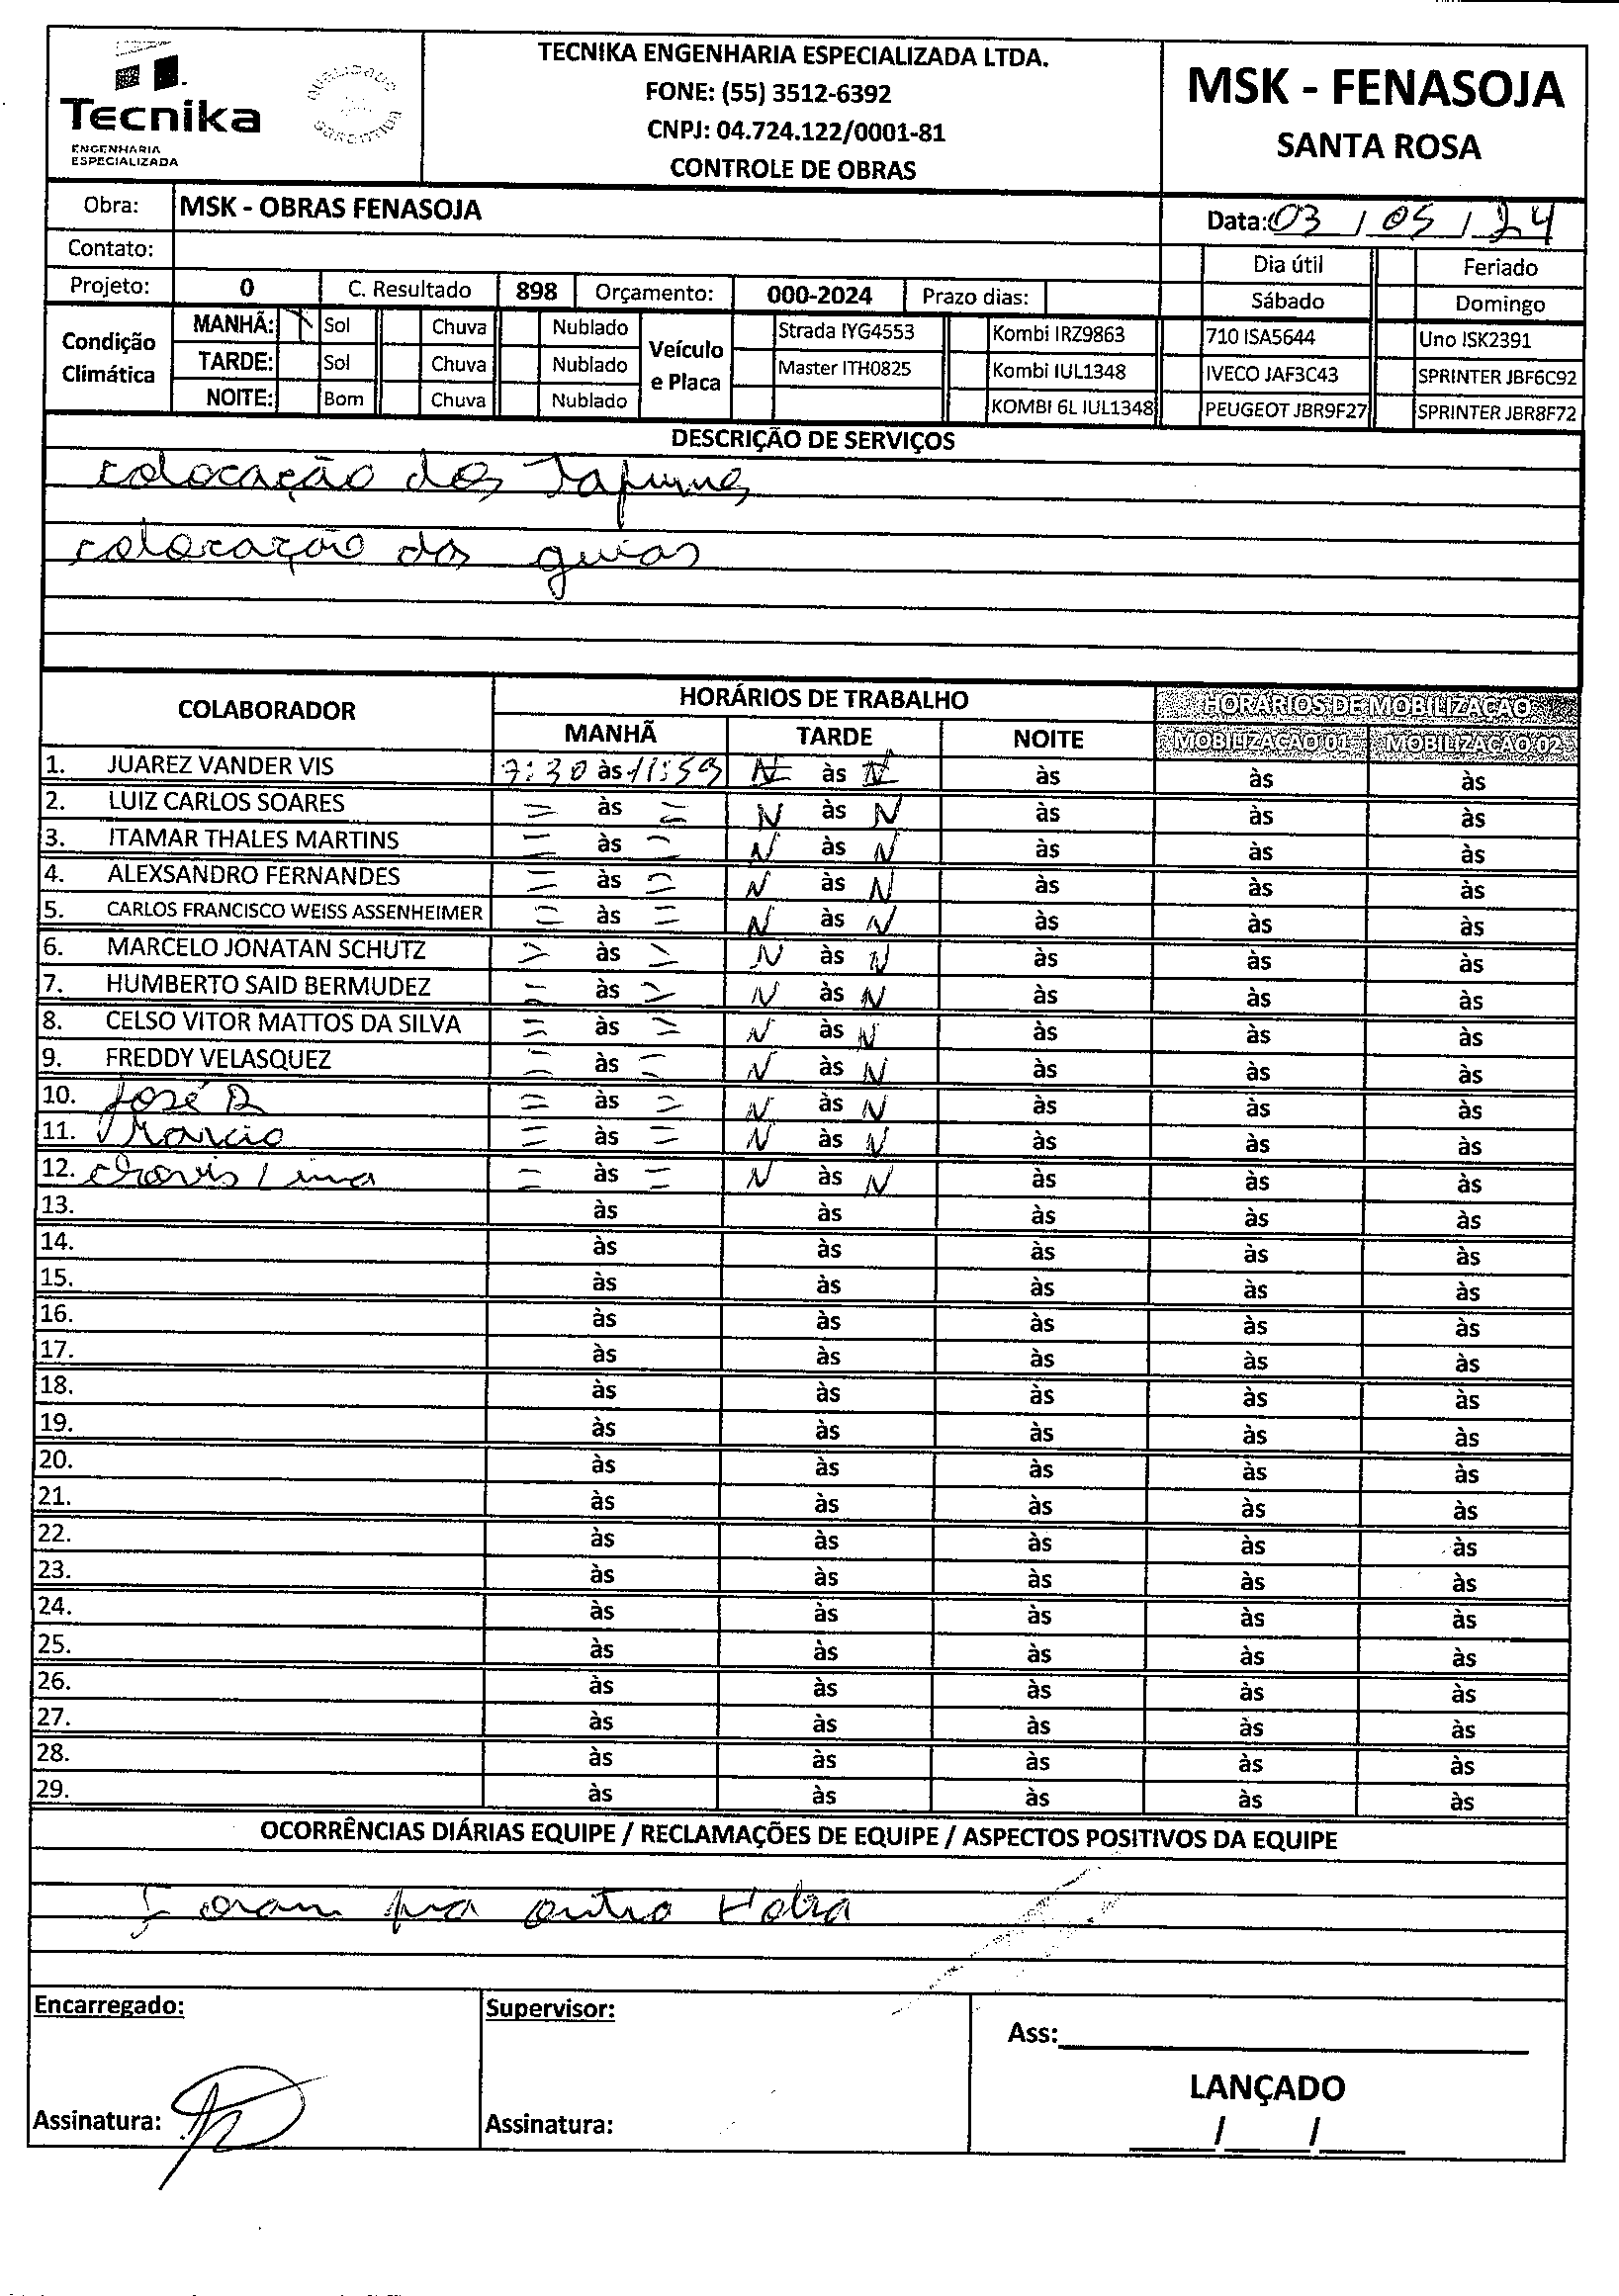 Tecnika
ENGENHARIA
ESPECIALIZADA
TECNIKA ENGENHARIA ESPECIALIZADA LTDA.
FONE: (55) 3512-6392
CNPJ: 04.724.122/0001-81
CONTROLE DE OBRAS
MSK - FENASOJA
SANTA ROSA
Obra: MSK - OBRAS FENASOJA
Data: 03 / 05 / 24
Contato:
Dia útil Feriado
Projeto: 0 C. Resultado 898 Orçamento: 000-2024 Prazo dias: Sábado Domingo
Condição Climática
MANHÃ: Sol Chuva Nublado
TARDE: Sol Chuva Nublado
NOITE: Bom Chuva Nublado
Veículo e Placa
Strada IYG4553 Kombi IRZ9863 710 ISA5644 Uno ISK2391
Master ITH0825 Kombi IUL1348 IVECO JAF3C43 SPRINTER JBF6C92
KOMBI 6L IUL1348 PEUGEOT JBR9F27 SPRINTER JBR8F72
DESCRIÇÃO DE SERVIÇOS
colocação dos Tapumes
colocação dos guias
COLABORADOR HORÁRIOS DE TRABALHO HORÁRIOS DE MOBILIZAÇÃO
MANHÃ TARDE NOITE MOBILIZAÇÃO 01 MOBILIZAÇÃO 02
1. JUAREZ VANDER VIS 7:30 às 11:59 N às N às às às
2. LUIZ CARLOS SOARES = às = N às N às às às
3. ITAMAR THALES MARTINS = às = N às N às às às
4. ALEXSANDRO FERNANDES = às = N às N às às às
5. CARLOS FRANCISCO WEISS ASSENHEIMER = às = N às N às às às
6. MARCELO JONATAN SCHUTZ = às = N às N às às às
7. HUMBERTO SAID BERMUDEZ = às = N às N às às às
8. CELSO VITOR MATTOS DA SILVA = às = N às N às às às
9. FREDDY VELASQUEZ = às = N às N às às às
10. José D = às = N às N às às às
11. Marcio = às = N às N às às às
12. Lima = às = N às N às às às
13. às às às às às
14. às às às às às
15. às às às às às
16. às às às às às
17. às às às às às
18. às às às às às
19. às às às às às
20. às às às às às
21. às às às às às
22. às às às às às
23. às às às às às
24. às às às às às
25. às às às às às
26. às às às às às
27. às às às às às
28. às às às às às
29. às às às às às
OCORRÊNCIAS DIÁRIAS EQUIPE / RECLAMAÇÕES DE EQUIPE / ASPECTOS POSITIVOS DA EQUIPE
Foram pra outra Hobra
Encarregado: Supervisor:
Ass:
LANÇADO
Assinatura: Assinatura:
/ /